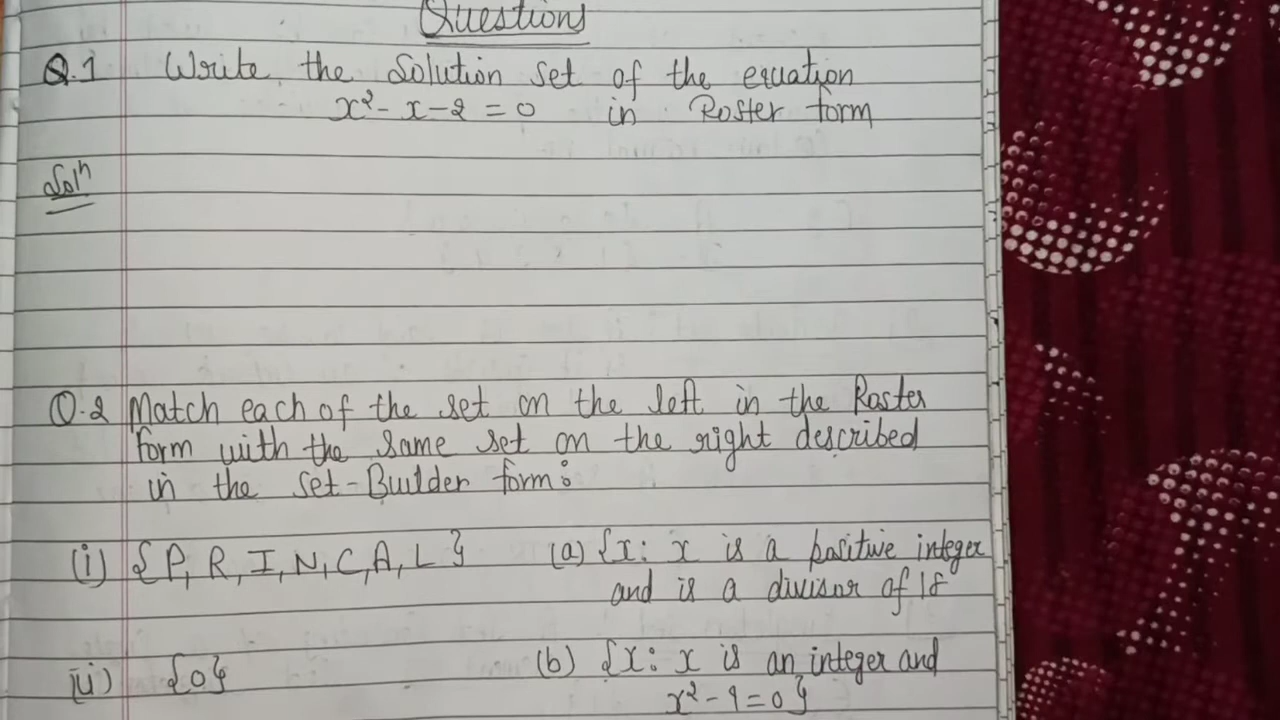 Questions
Q.1 Write the Solution set of the equation
x² - x - 2 = 0 in Roster form
Solⁿ
Q.2 Match each of the set on the left in the Roster
form with the same set on the right described
in the set-Builder form:
(i) {P, R, I, N, C, A, L} (a) {x: x is a positive integer
and is a divisor of 18
(ii) {0} (b) {x: x is an integer and
x² - 9 = 0}